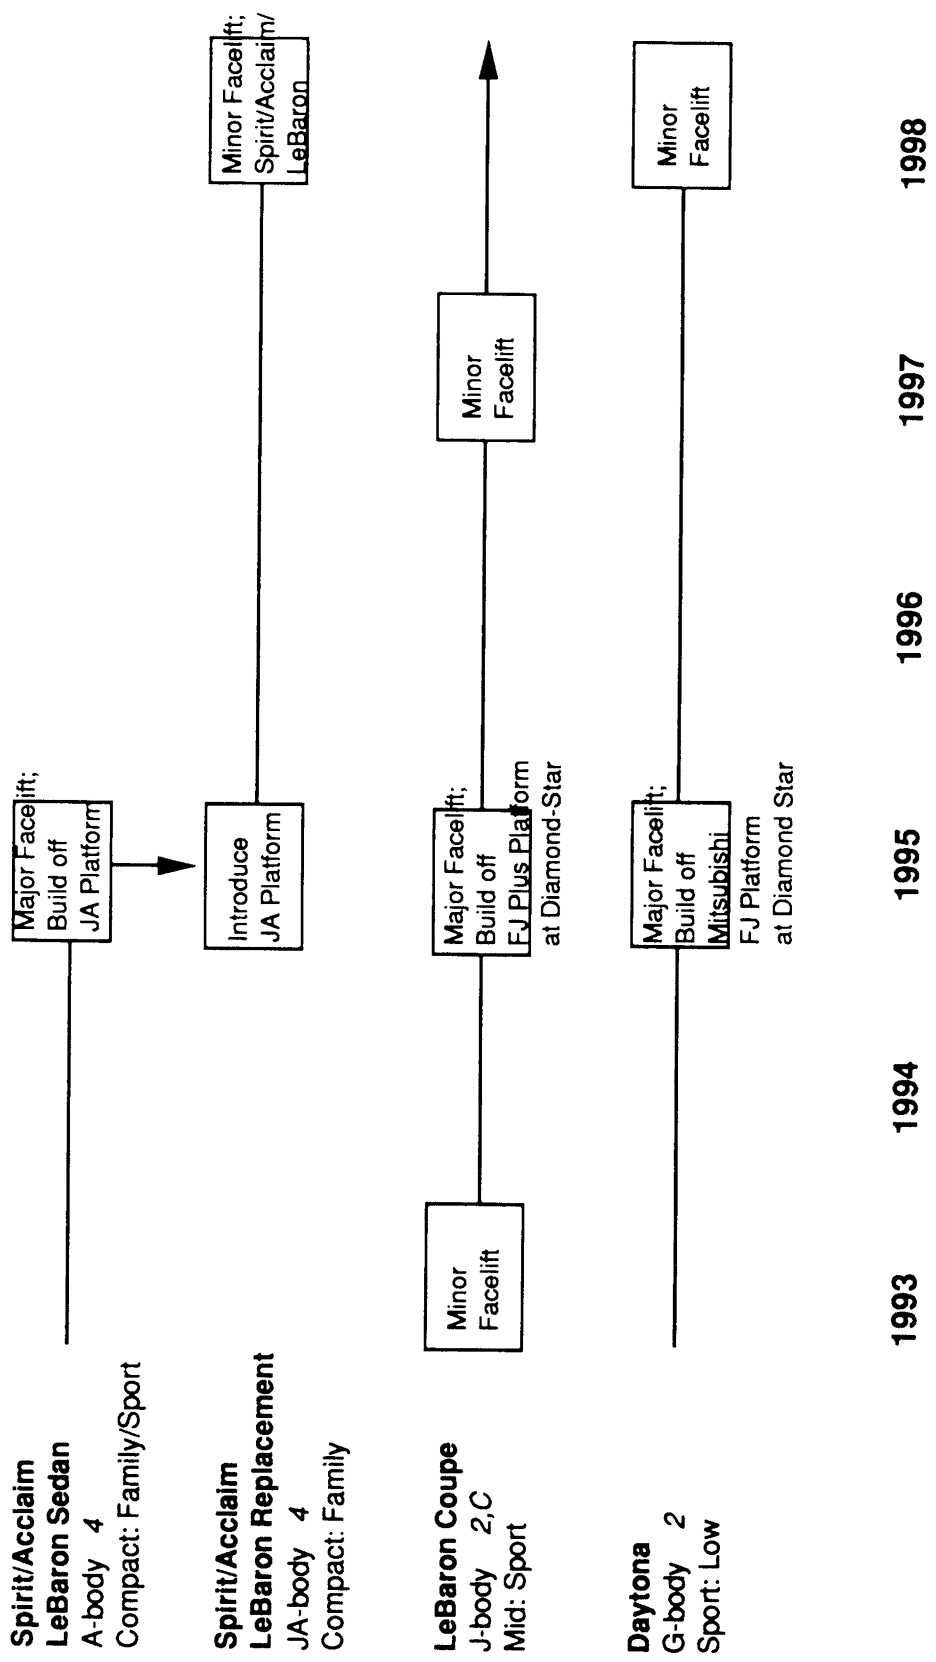 Spirit/Acclaim
LeBaron Sedan
A-body 4
Compact: Family/Sport
Major Facelift;
Build off
JA Platform
Spirit/Acclaim
LeBaron Replacement
JA-body 4
Compact: Family
Introduce
JA Platform
Minor Facelift;
Spirit/Acclaim/
LeBaron
LeBaron Coupe
J-body 2,C
Mid: Sport
Minor
Facelift
Major Facelift;
Build off
FJ Plus Platform
at Diamond-Star
Minor
Facelift
Daytona
G-body 2
Sport: Low
Major Facelift;
Build off
Mitsubishi
FJ Platform
at Diamond Star
Minor
Facelift
1993
1994
1995
1996
1997
1998